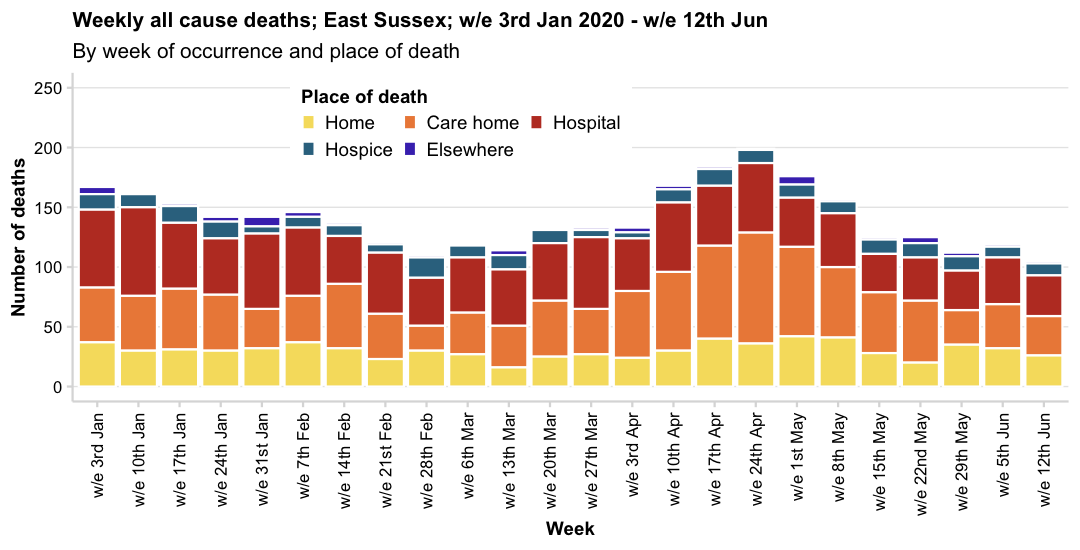 Weekly all cause deaths; East Sussex; w/e 3rd Jan 2020 - w/e 12th Jun
By week of occurrence and place of death
Place of death
Home Care home Hospital
Hospice Elsewhere
Number of deaths
250
200
150
100
50
0
w/e 3rd Jan
w/e 10th Jan
w/e 17th Jan
w/e 24th Jan
w/e 31st Jan
w/e 7th Feb
w/e 14th Feb
w/e 21st Feb
w/e 28th Feb
w/e 6th Mar
w/e 13th Mar
w/e 20th Mar
w/e 27th Mar
w/e 3rd Apr
w/e 10th Apr
w/e 17th Apr
w/e 24th Apr
w/e 1st May
w/e 8th May
w/e 15th May
w/e 22nd May
w/e 29th May
w/e 5th Jun
w/e 12th Jun
Week